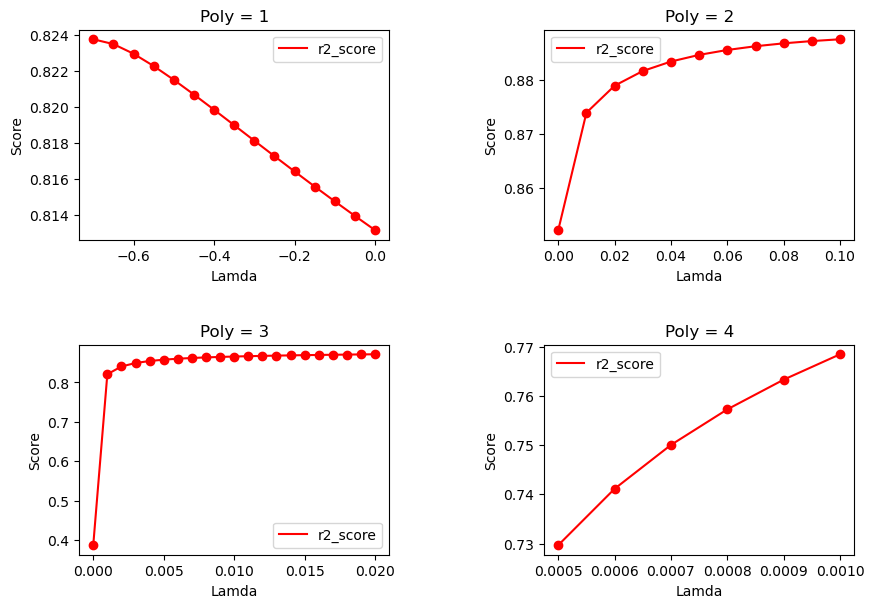 Poly = 1
0.824
0.822
0.820
0.818
0.816
0.814
Score
r2_score
−0.6
−0.4
−0.2
0.0
Lamda
Poly = 2
0.88
0.87
0.86
Score
r2_score
0.00
0.02
0.04
0.06
0.08
0.10
Lamda
Poly = 3
0.8
0.7
0.6
0.5
0.4
Score
r2_score
0.000
0.005
0.010
0.015
0.020
Lamda
Poly = 4
0.77
0.76
0.75
0.74
0.73
Score
r2_score
0.0005
0.0006
0.0007
0.0008
0.0009
0.0010
Lamda